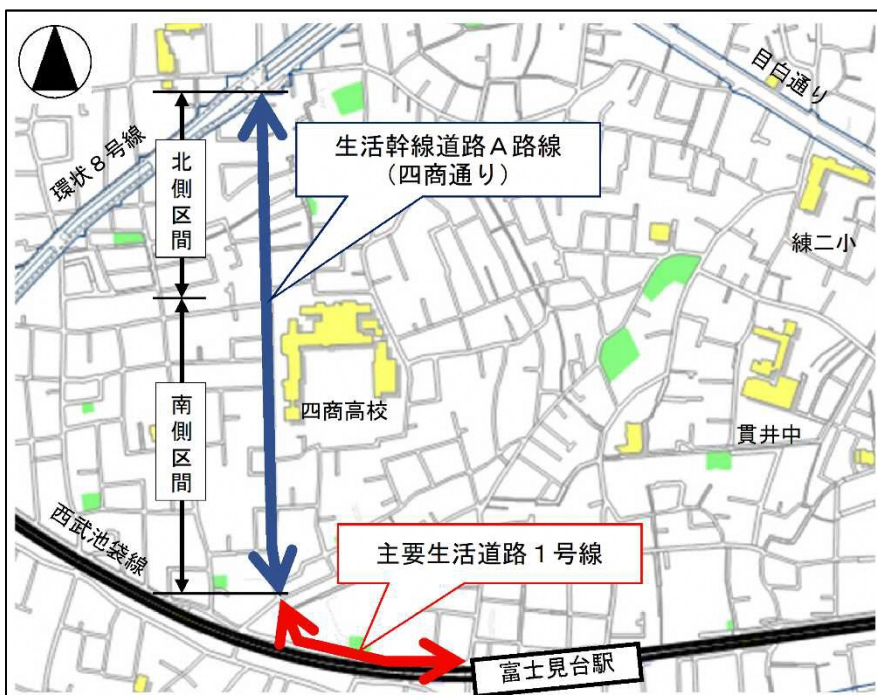 目白通り
環状8号線
北側区間
生活幹線道路A路線
(四商通り)
練二小
四商高校
南側区間
貫井中
西武池袋線
主要生活道路1号線
富士見台駅